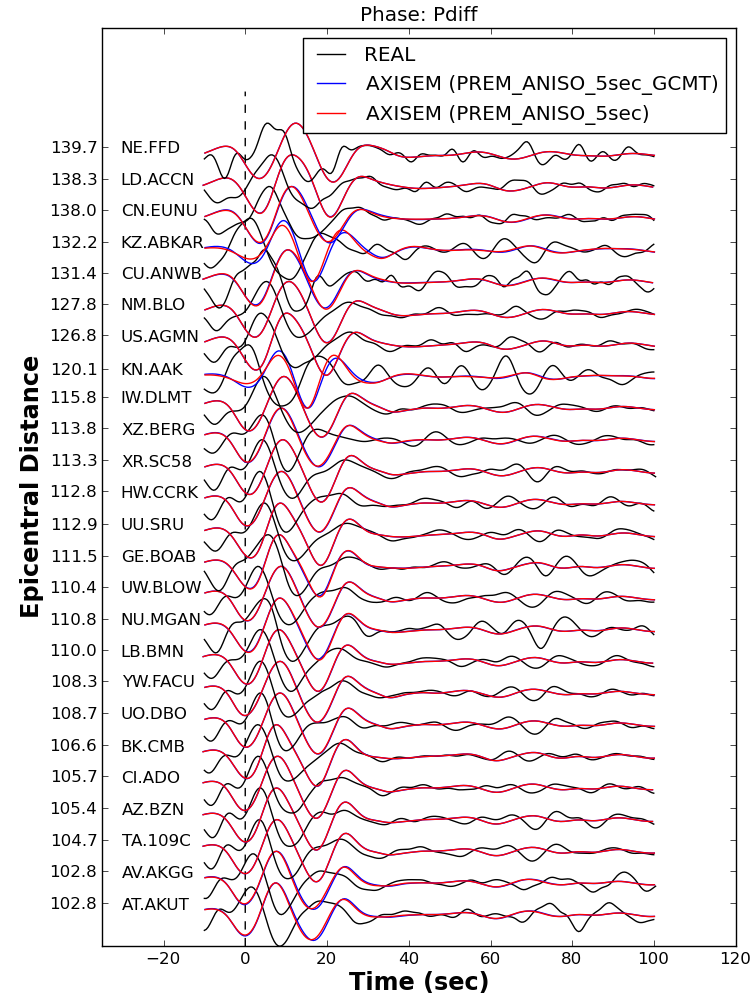 Phase: Pdiff
REAL
AXISEM (PREM_ANISO_5sec_GCMT)
AXISEM (PREM_ANISO_5sec)
139.7 NE.FFD
138.3 LD.ACCN
138.0 CN.EUNU
132.2 KZ.ABKAR
131.4 CU.ANWB
127.8 NM.BLO
126.8 US.AGMN
120.1 KN.AAK
115.8 IW.DLMT
113.8 XZ.BERG
113.3 XR.SC58
112.8 HW.CCRK
112.9 UU.SRU
111.5 GE.BOAB
110.4 UW.BLOW
110.8 NU.MGAN
110.0 LB.BMN
108.3 YW.FACU
108.7 UO.DBO
106.6 BK.CMB
105.7 CI.ADO
105.4 AZ.BZN
104.7 TA.109C
102.8 AV.AKGG
102.8 AT.AKUT
Epicentral Distance
−20 0 20 40 60 80 100 120
Time (sec)